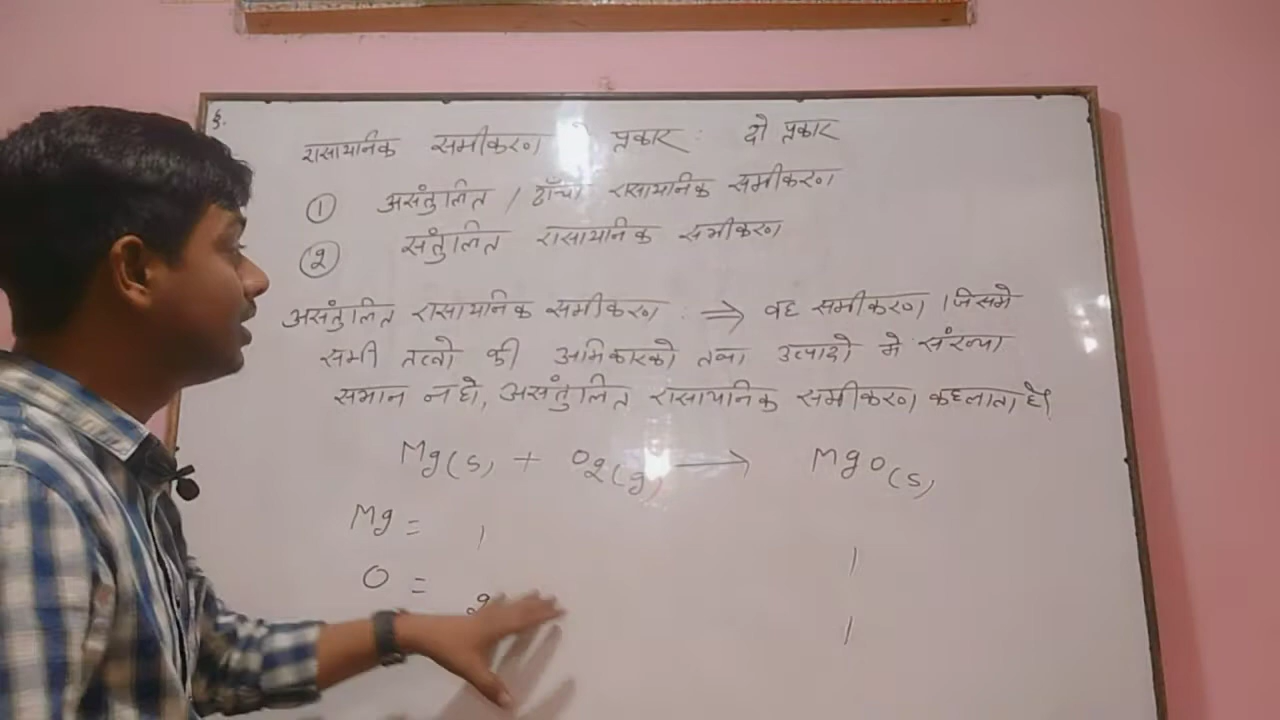 ६.
रासायनिक समीकरण के प्रकार : दो प्रकार
① असंतुलित / ढाँचा रासायनिक समीकरण
② संतुलित रासायनिक समीकरण
असंतुलित रासायनिक समीकरण : ⇒ वह समीकरण जिसमे
सभी तत्वो की अभिकारको तथा उत्पादो मे संख्या
समान न हो, असंतुलित रासायनिक समीकरण कहलाता है।
Mg(s) + O2(g) ⟶ MgO(s)
Mg = 1 1
O = 2 1